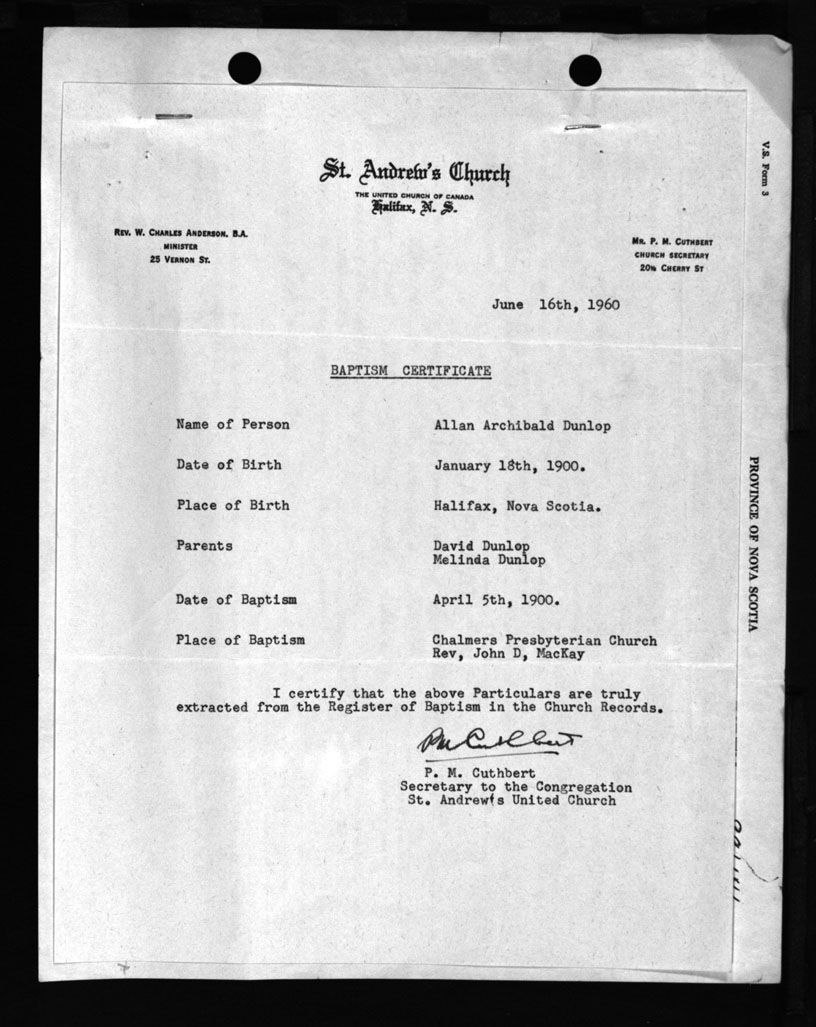 St. Andrew's Church
THE UNITED CHURCH OF CANADA
Halifax, N. S.
REV. W. CHARLES ANDERSON, B.A.
MINISTER
25 VERNON ST.
MR. P. M. CUTHBERT
CHURCH SECRETARY
20½ CHERRY ST
June 16th, 1960
BAPTISM CERTIFICATE
Name of Person Allan Archibald Dunlop
Date of Birth January 18th, 1900.
Place of Birth Halifax, Nova Scotia.
Parents David Dunlop
Melinda Dunlop
Date of Baptism April 5th, 1900.
Place of Baptism Chalmers Presbyterian Church
Rev, John D, MacKay
I certify that the above Particulars are truly
extracted from the Register of Baptism in the Church Records.
P M Cuthbert
P. M. Cuthbert
Secretary to the Congregation
St. Andrew's United Church
V.S. Form 3
PROVINCE OF NOVA SCOTIA